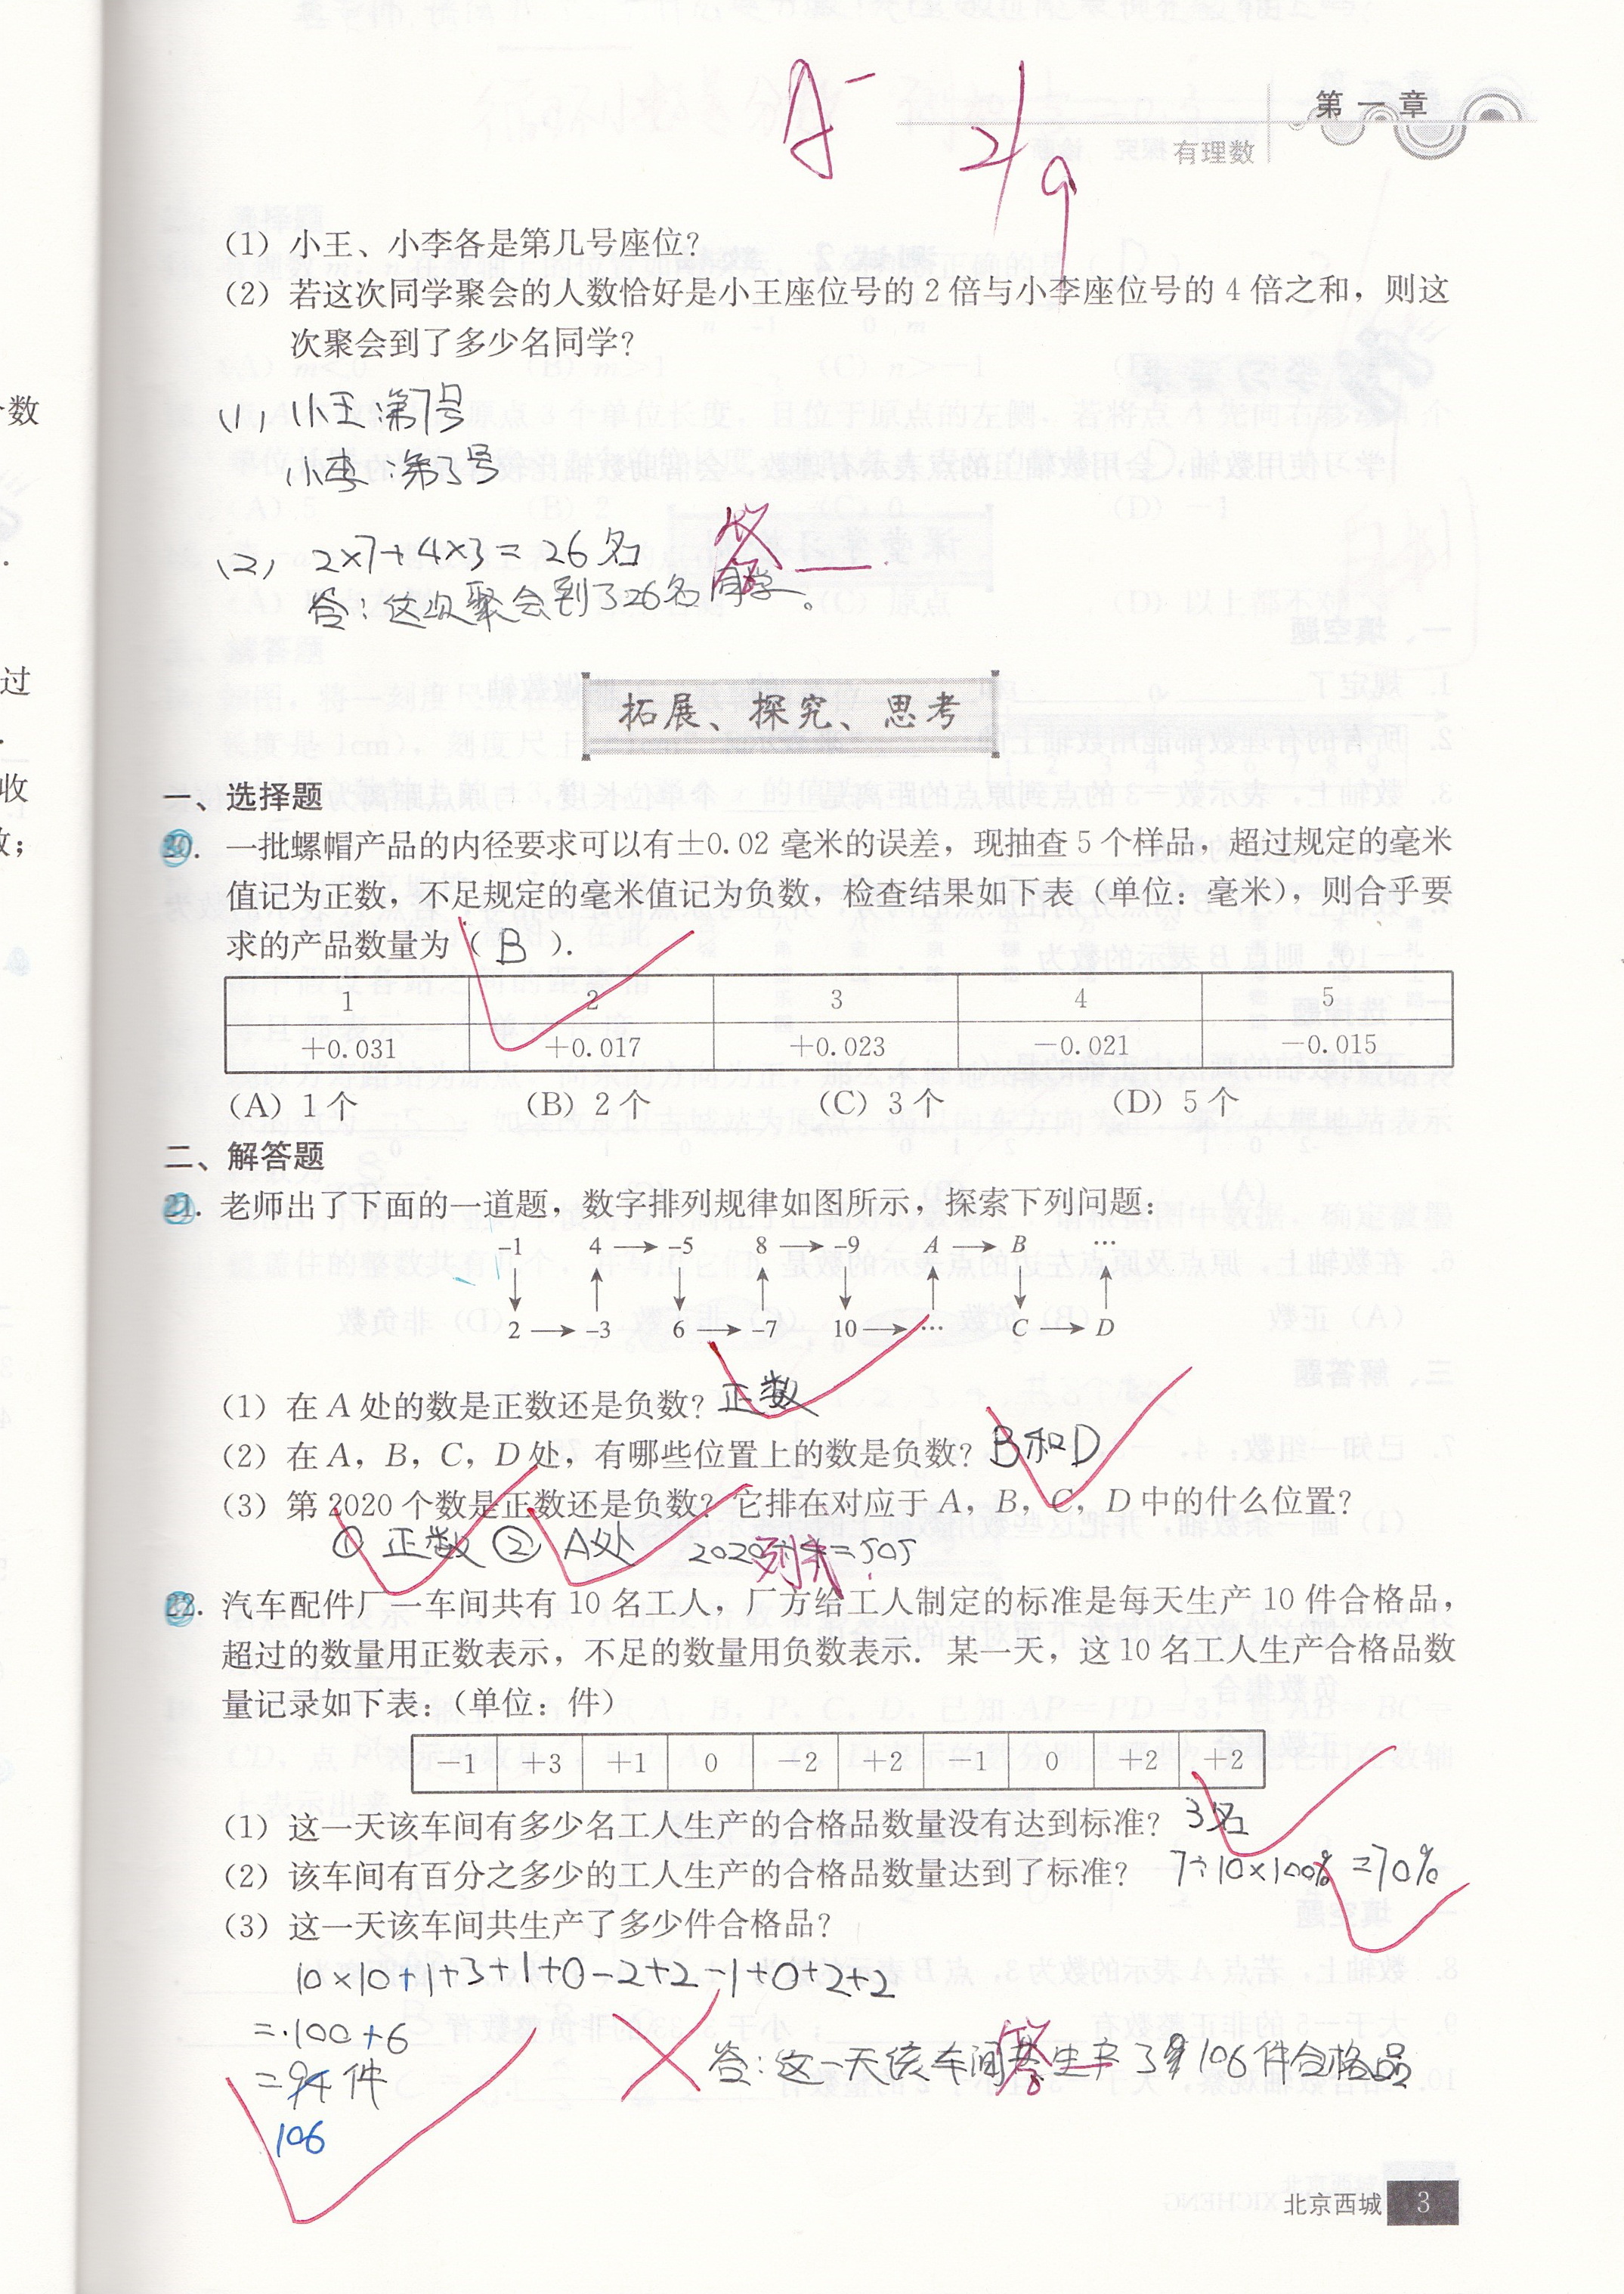 A⁻ 2/9
第一章
有理数
(1) 小王、小李各是第几号座位?
(2) 若这次同学聚会的人数恰好是小王座位号的 2 倍与小李座位号的 4 倍之和，则这
次聚会到了多少名同学?
(1) 小王:第7号
小李:第3号
(2) 2×7+4×3=26名
答
答:这次聚会到了26名同学。
拓展、探究、思考
一、选择题
20. 一批螺帽产品的内径要求可以有±0.02 毫米的误差，现抽查 5 个样品，超过规定的毫米
值记为正数，不足规定的毫米值记为负数，检查结果如下表（单位：毫米），则合乎要
求的产品数量为（ B ）.
1 2 3 4 5
+0.031 +0.017 +0.023 −0.021 −0.015
(A) 1 个 (B) 2 个 (C) 3 个 (D) 5 个
二、解答题
21. 老师出了下面的一道题，数字排列规律如图所示，探索下列问题：
−1 4 → −5 8 → −9 A → B …
↓ ↑ ↓ ↑ ↓ ↑ ↓ ↑
2 → −3 6 → −7 10 → … C → D
(1) 在 A 处的数是正数还是负数? 正数
(2) 在 A，B，C，D 处，有哪些位置上的数是负数? B和D
(3) 第 2020 个数是正数还是负数? 它排在对应于 A，B，C，D 中的什么位置?
① 正数 ② A处 2020÷4=505
列式
22. 汽车配件厂一车间共有 10 名工人，厂方给工人制定的标准是每天生产 10 件合格品，
超过的数量用正数表示，不足的数量用负数表示. 某一天，这 10 名工人生产合格品数
量记录如下表：（单位：件）
−1 +3 +1 0 −2 +2 −1 0 +2 +2
(1) 这一天该车间有多少名工人生产的合格品数量没有达到标准? 3名
(2) 该车间有百分之多少的工人生产的合格品数量达到了标准? 7÷10×100%=70%
(3) 这一天该车间共生产了多少件合格品?
10×10+1+3+1+0-2+2-1+0+2+2
=100+6
=94件
106
答
答:这一天该车间共生产了106件合格品
北京西城 3